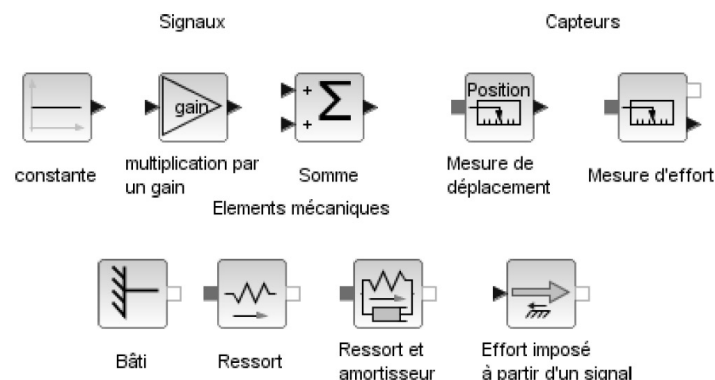 Signaux
Capteurs
gain
+
+
Σ
Position
constante
multiplication par
un gain
Somme
Mesure de
déplacement
Mesure d'effort
Elements mécaniques
Bâti
Ressort
Ressort et
amortisseur
Effort imposé
à partir d'un signal